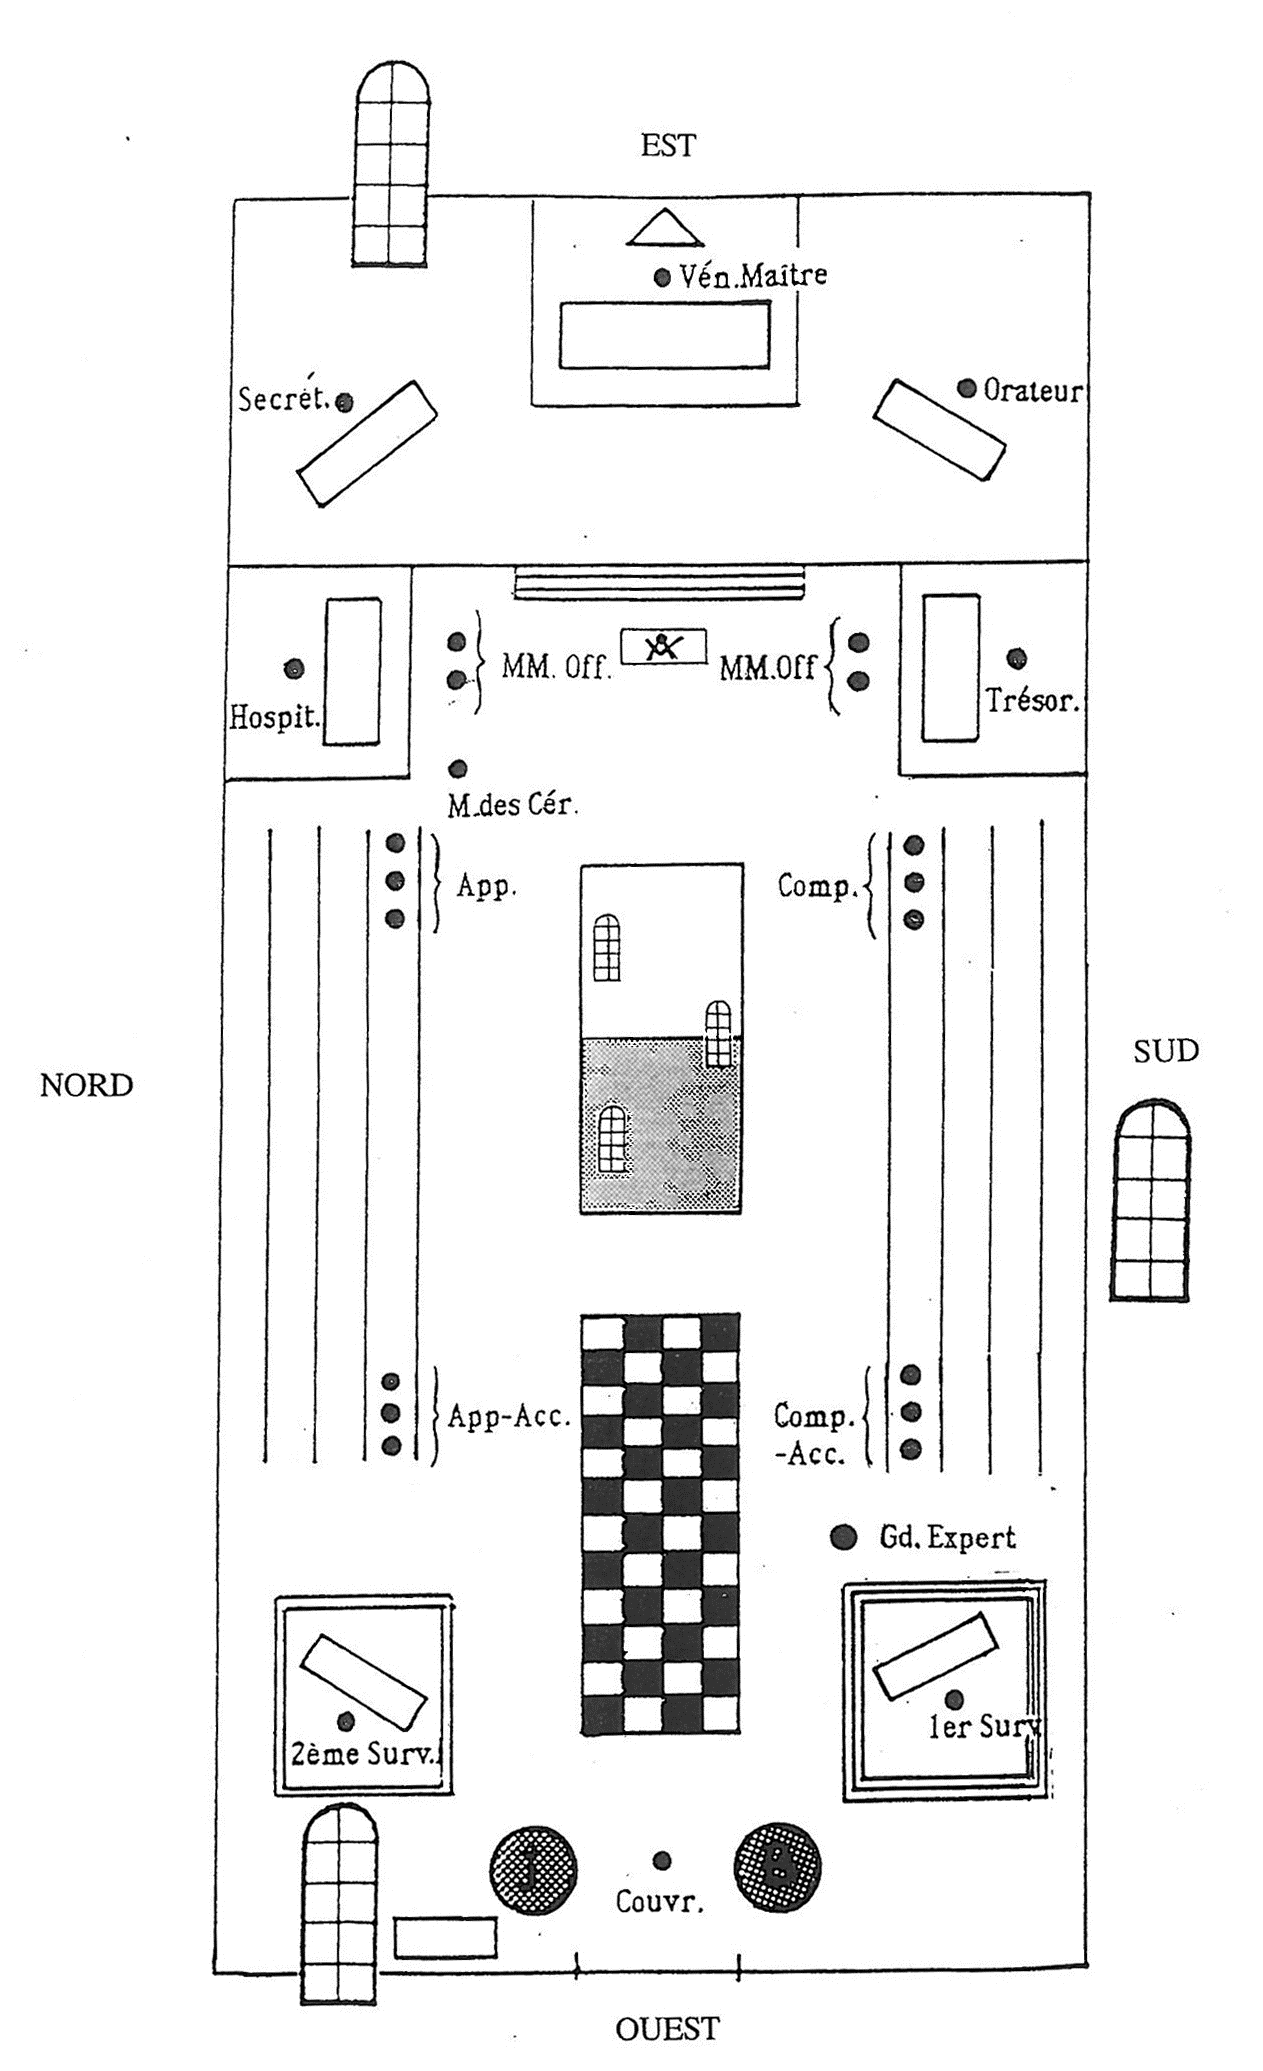 EST
Vén.Maître
Secrét.
Orateur
MM. Off.
MM.Off
Hospit.
Trésor.
M.des Cér.
App.
Comp.
SUD
NORD
App-Acc.
Comp.
-Acc.
Gd. Expert
1er Surv
2ème Surv.
J
B
Couvr.
OUEST